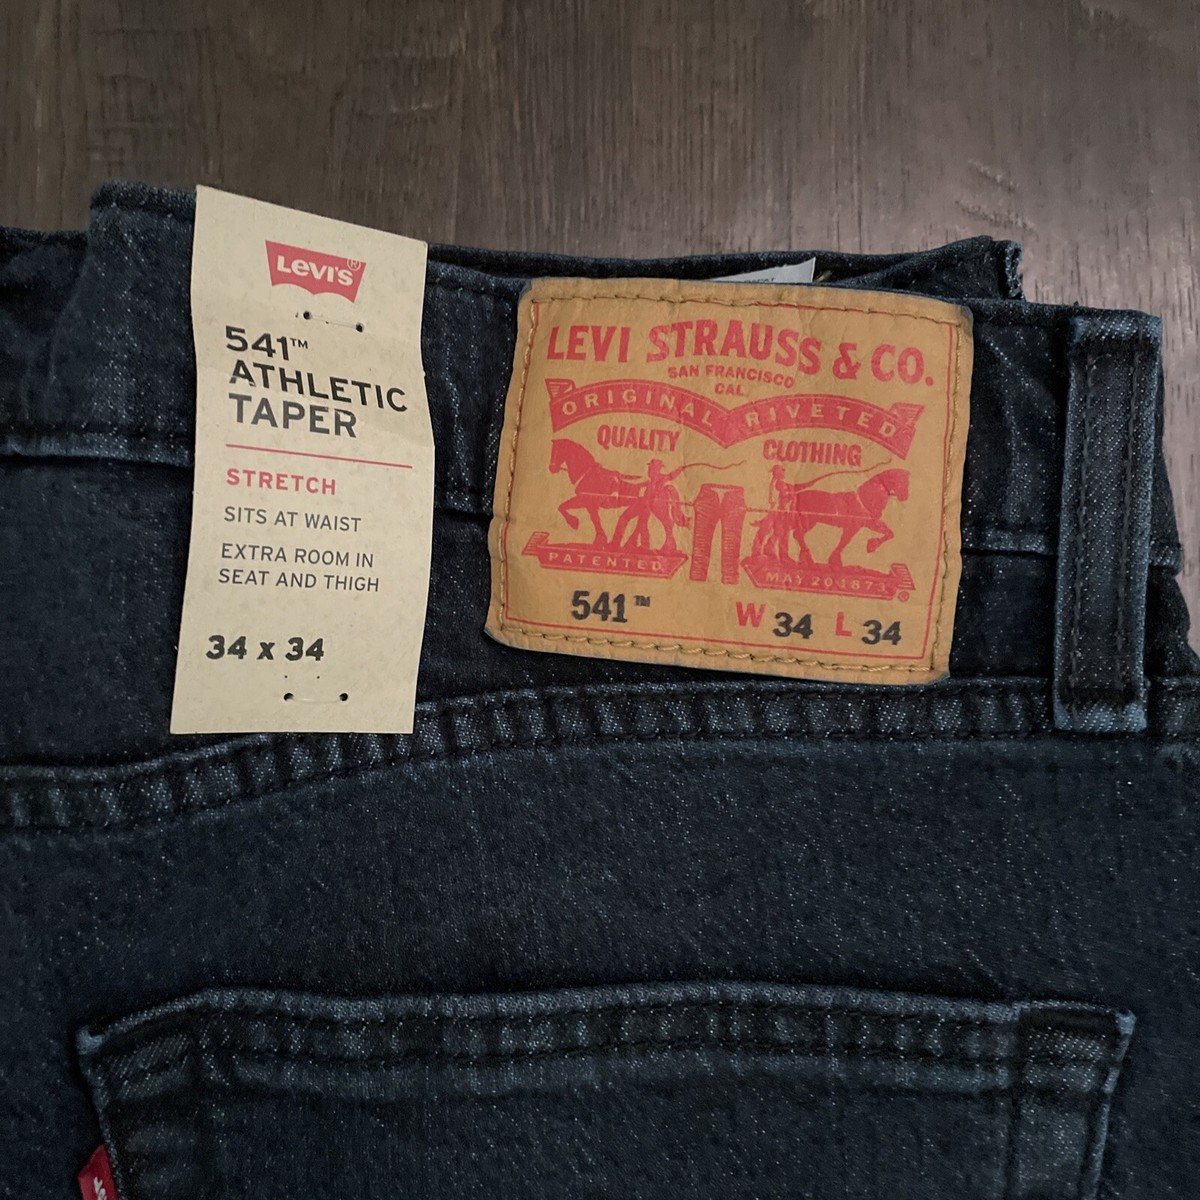 Levi's®
541™
ATHLETIC
TAPER
STRETCH
SITS AT WAIST
EXTRA ROOM IN
SEAT AND THIGH
34 x 34
LEVI STRAUSS & CO.
SAN FRANCISCO
CAL.
ORIGINAL RIVETED
QUALITY CLOTHING
PATENTED MAY 20 1873 ®
541™ W 34 L 34